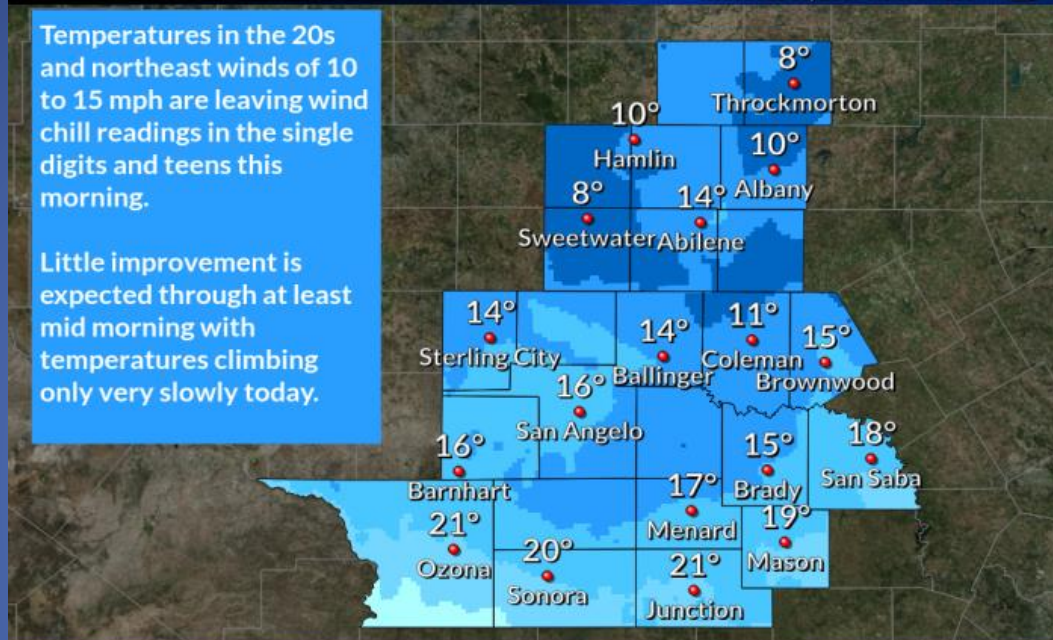 Temperatures in the 20s
and northeast winds of 10
to 15 mph are leaving wind
chill readings in the single
digits and teens this
morning.
Little improvement is
expected through at least
mid morning with
temperatures climbing
only very slowly today.
8°
Throckmorton
10°
Hamlin
10°
Albany
8°
Sweetwater
14°
Abilene
14°
Sterling City
14°
Ballinger
11°
Coleman
15°
Brownwood
16°
San Angelo
16°
Barnhart
15°
Brady
18°
San Saba
17°
Menard
19°
Mason
21°
Ozona
20°
Sonora
21°
Junction